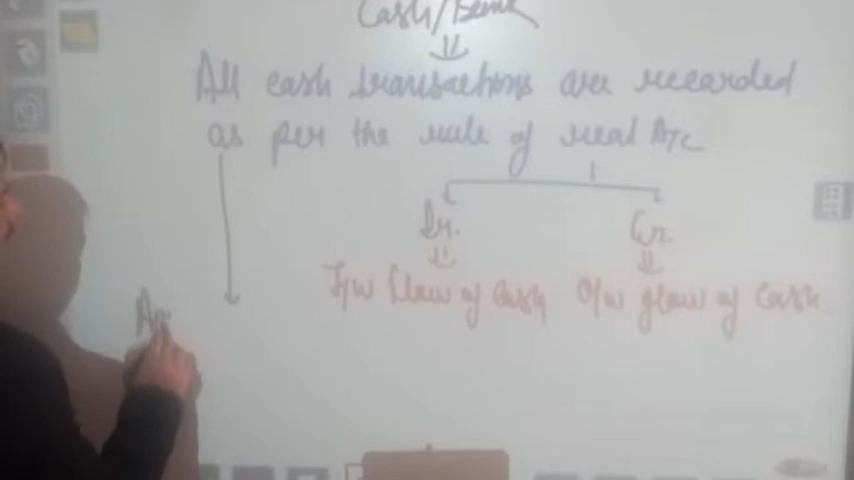 Cash/Bank
All cash transactions are recorded
as per the rule of real A/c
Dr. Cr.
I/w flow of Cash O/w flow of Cash.